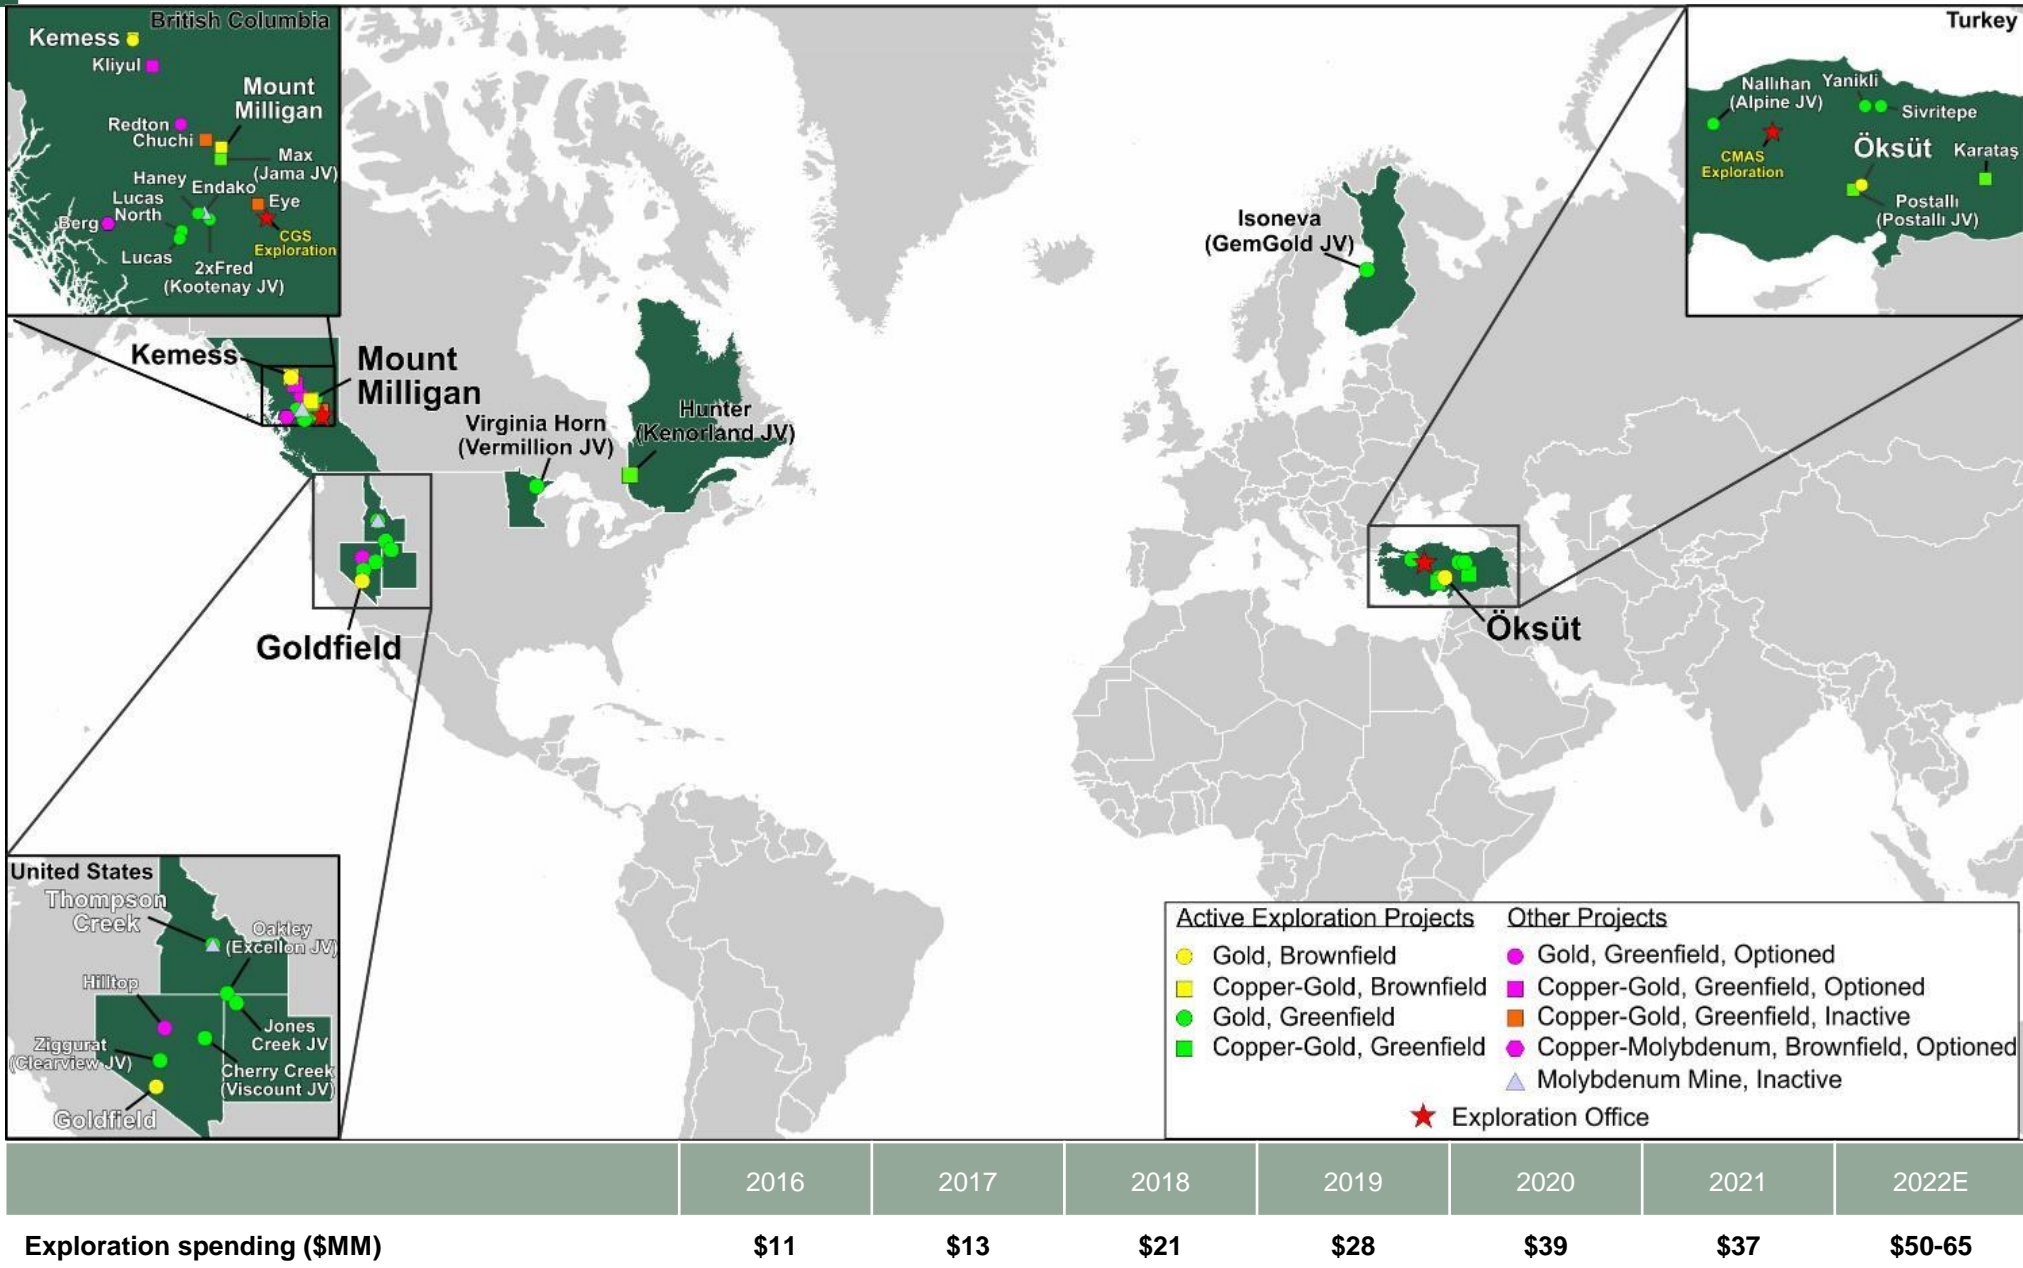 British Columbia
Kemess
Kliyul
Mount
Milligan
Redton
Chuchi
Max
(Jama JV)
Haney
Endako
Lucas
North
Eye
Berg
CGS
Exploration
Lucas
2xFred
(Kootenay JV)
Turkey
Nallıhan
(Alpine JV)
Yanikli
Sivritepe
CMAS
Exploration
Öksüt
Karataş
Postallı
(Postallı JV)
Isoneva
(GemGold JV)
Kemess
Mount
Milligan
Virginia Horn
(Vermillion JV)
Hunter
(Kenorland JV)
Goldfield
Öksüt
United States
Thompson
Creek
Oakley
(Excellon JV)
Hilltop
Jones
Creek JV
Ziggurat
(Clearview JV)
Cherry Creek
(Viscount JV)
Goldfield
Active Exploration Projects
Gold, Brownfield
Copper-Gold, Brownfield
Gold, Greenfield
Copper-Gold, Greenfield
Other Projects
Gold, Greenfield, Optioned
Copper-Gold, Greenfield, Optioned
Copper-Gold, Greenfield, Inactive
Copper-Molybdenum, Brownfield, Optioned
Molybdenum Mine, Inactive
Exploration Office
2016 2017 2018 2019 2020 2021 2022E
Exploration spending ($MM) $11 $13 $21 $28 $39 $37 $50-65